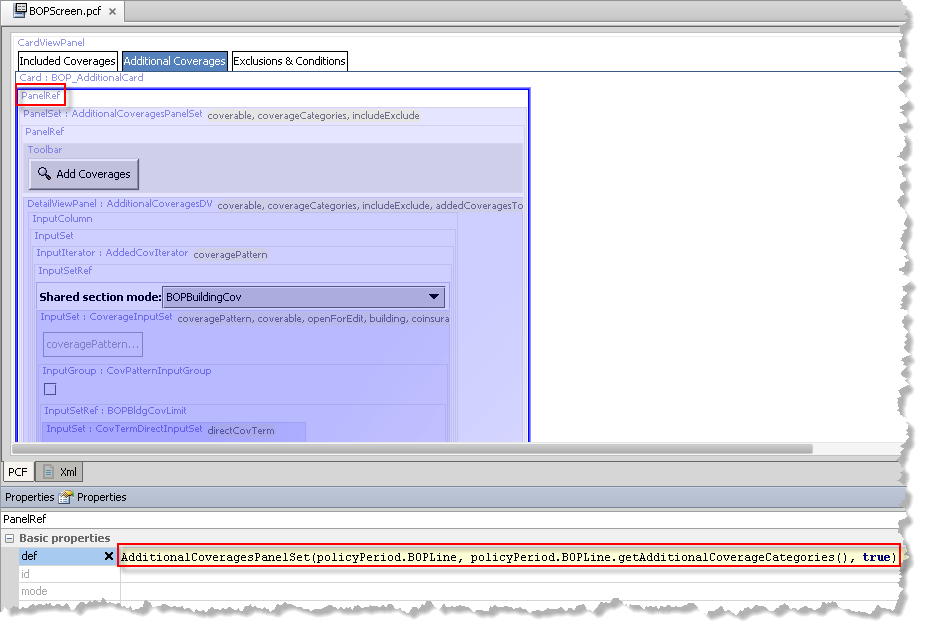 BOPScreen.pcf
CardViewPanel
Included Coverages Additional Coverages Exclusions & Conditions
Card : BOP_AdditionalCard
PanelRef
PanelSet : AdditionalCoveragesPanelSet coverable, coverageCategories, includeExclude
PanelRef
Toolbar
Add Coverages
DetailViewPanel : AdditionalCoveragesDV coverable, coverageCategories, includeExclude, addedCoveragesTo
InputColumn
InputSet
InputIterator : AddedCovIterator coveragePattern
InputSetRef
Shared section mode: BOPBuildingCov
InputSet : CoverageInputSet coveragePattern, coverable, openForEdit, building, coinsura
coveragePattern...
InputGroup : CovPatternInputGroup
InputSetRef : BOPBldgCovLimit
InputSet : CovTermDirectInputSet directCovTerm
PCF Xml
Properties Properties
PanelRef
Basic properties
def AdditionalCoveragesPanelSet(policyPeriod.BOPLine, policyPeriod.BOPLine.getAdditionalCoverageCategories(), true)
id
mode